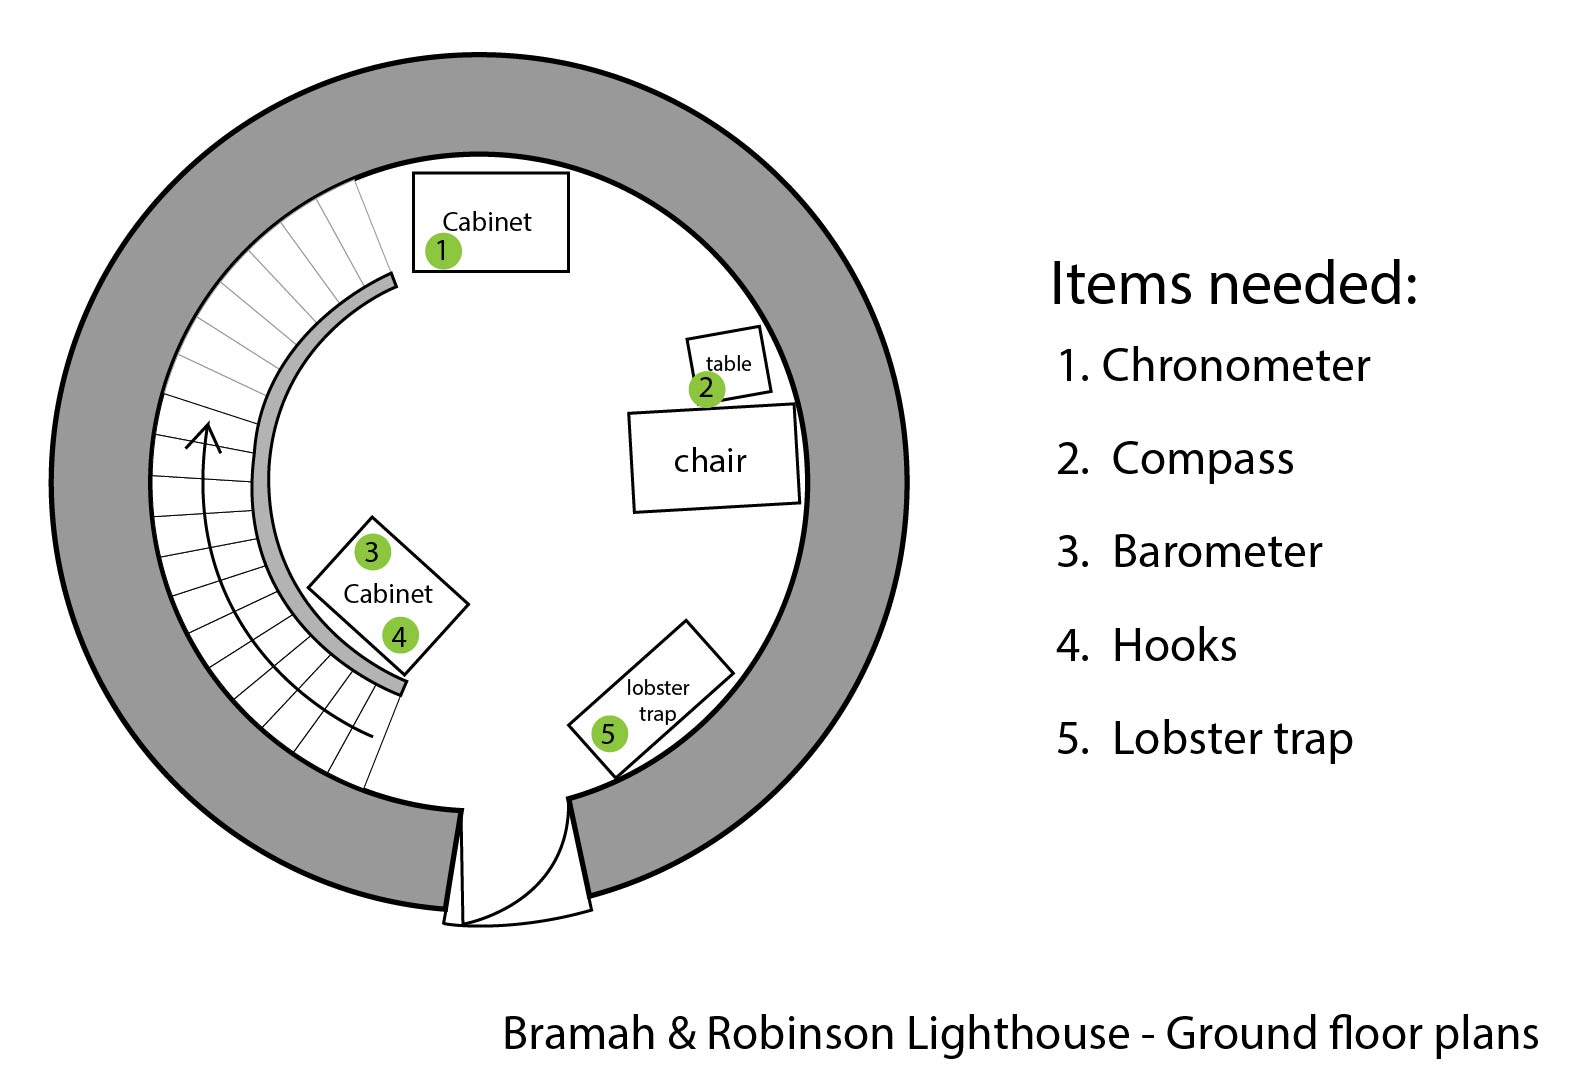 Cabinet
1
table
2
chair
3
Cabinet
4
lobster
trap
5
Items needed:
1. Chronometer
2. Compass
3. Barometer
4. Hooks
5. Lobster trap
Bramah & Robinson Lighthouse - Ground floor plans